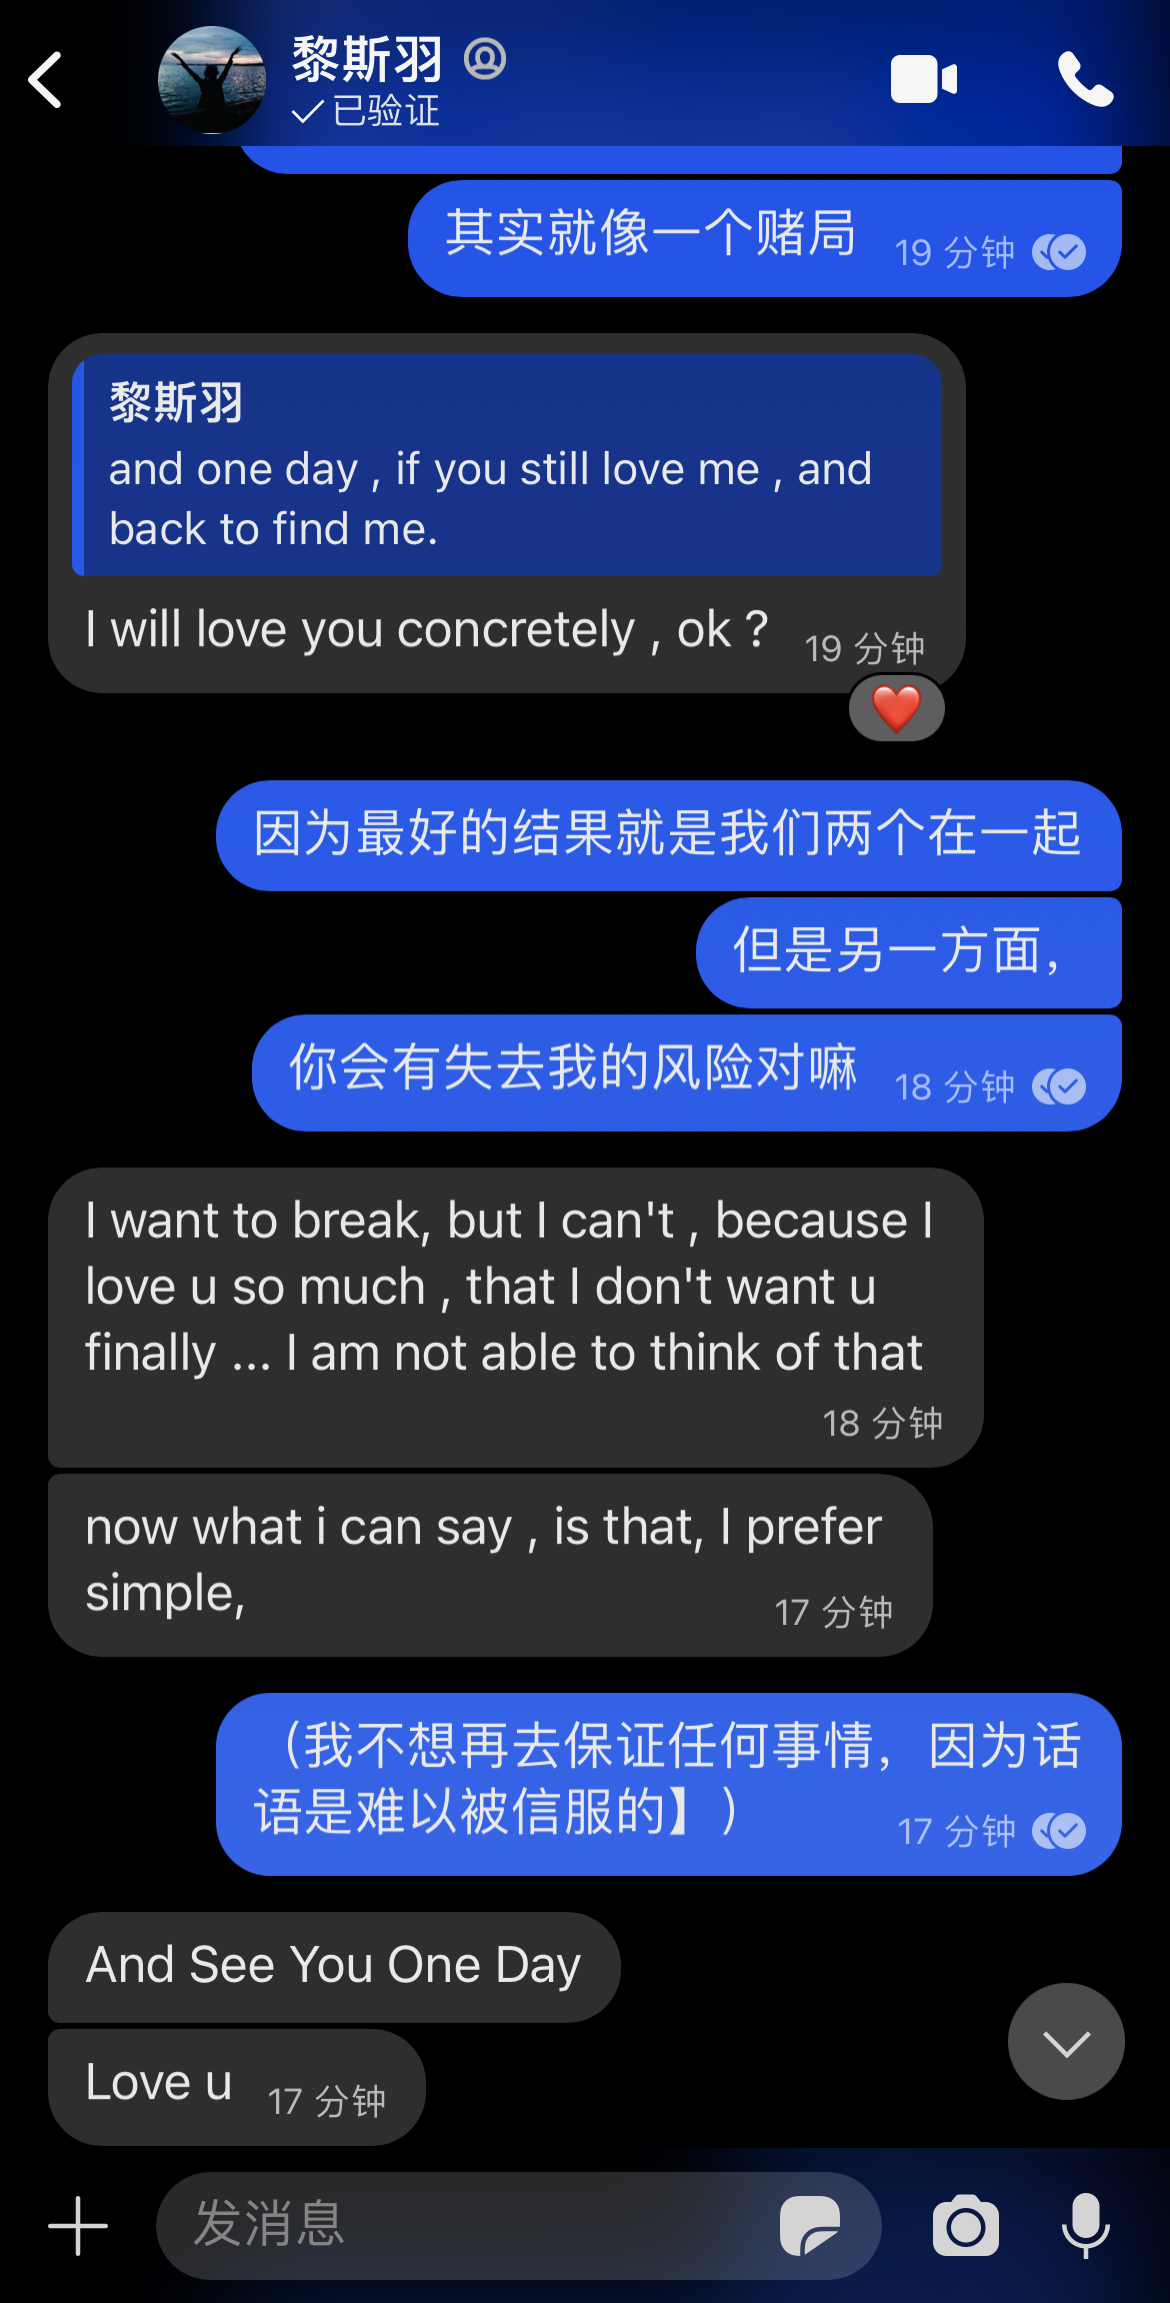 黎斯羽
已验证
其实就像一个赌局
19 分钟
黎斯羽
and one day , if you still love me , and
back to find me.
I will love you concretely , ok ?
19 分钟
因为最好的结果就是我们两个在一起
但是另一方面，
你会有失去我的风险对嘛
18 分钟
I want to break, but I can't , because I
love u so much , that I don't want u
finally ... I am not able to think of that
18 分钟
now what i can say , is that, I prefer
simple,
17 分钟
（我不想再去保证任何事情，因为话
语是难以被信服的】）
17 分钟
And See You One Day
Love u
17 分钟
发消息